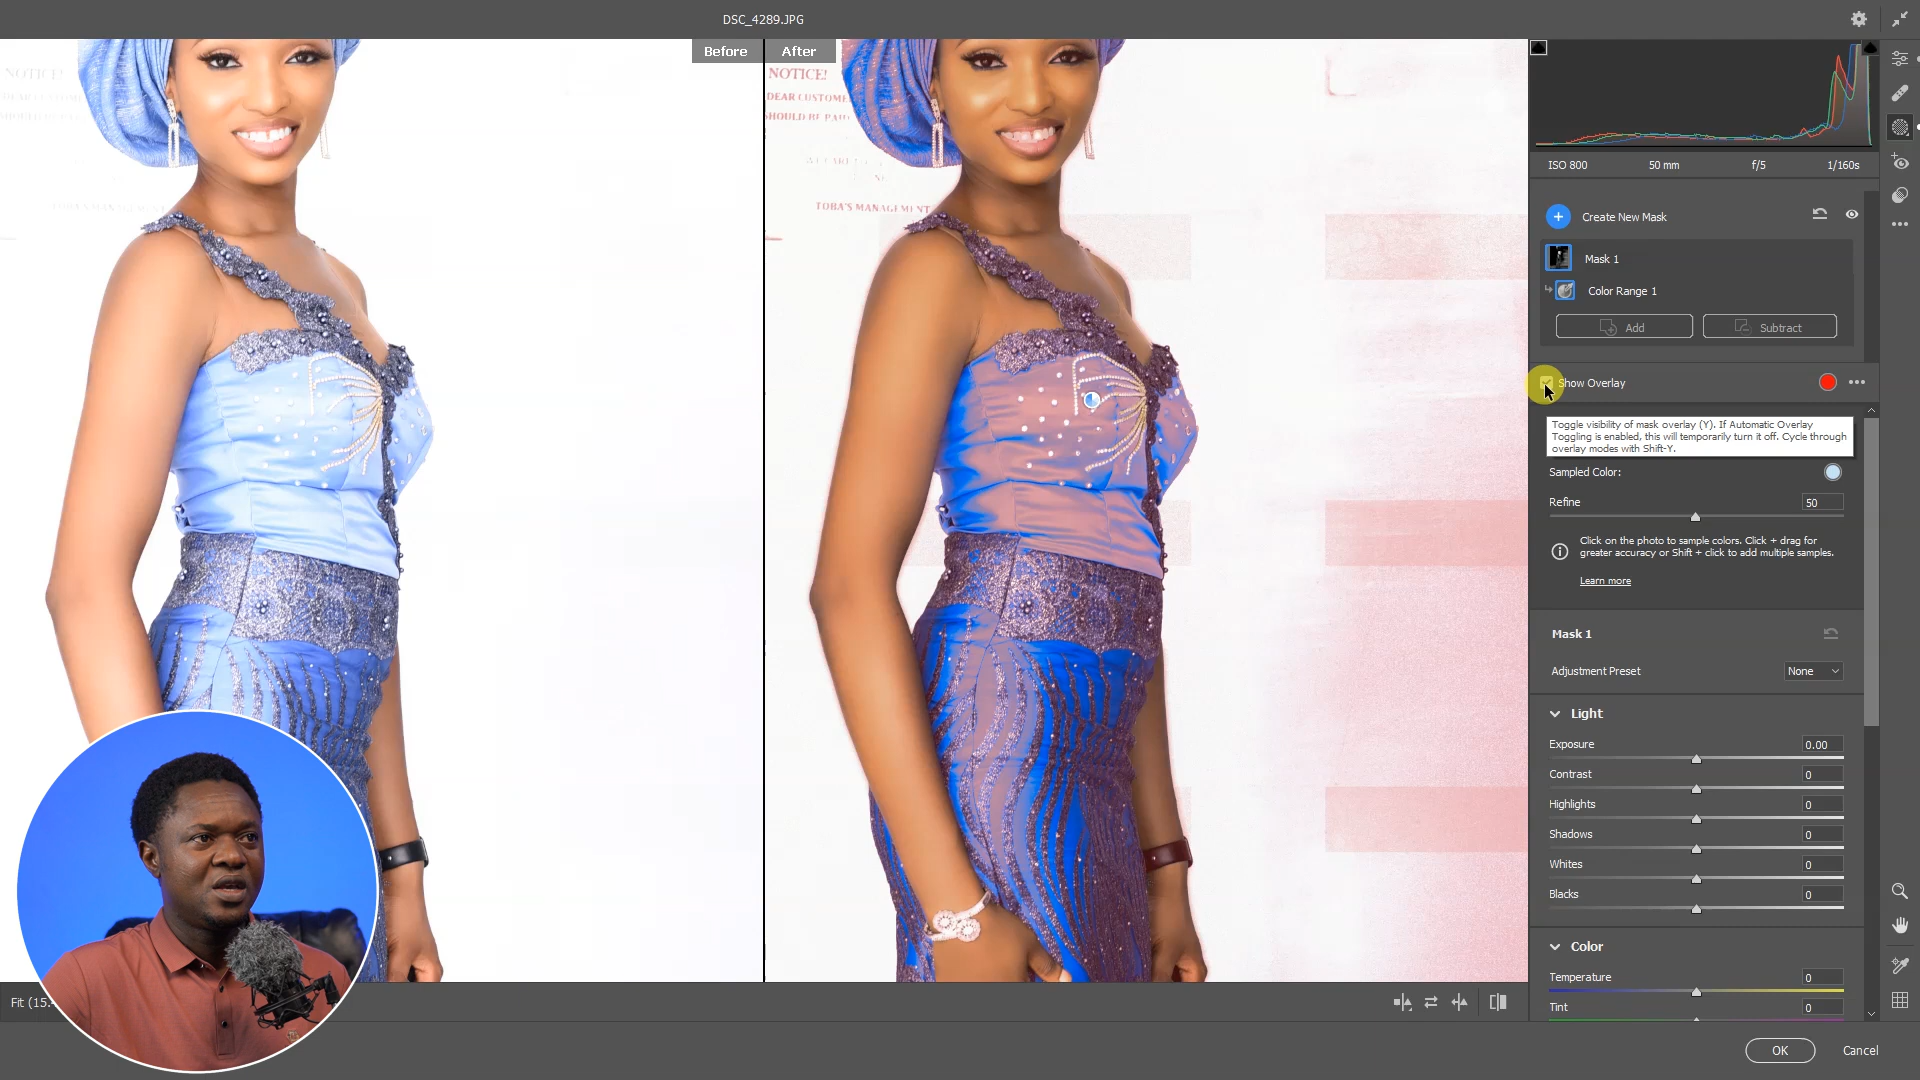 DSC_4289.JPG
Before
After
NOTICE!
NOTICE!
DEAR CUSTOME
SHOULD BE PAID
TOBA'S MANAGEMENT
ISO 800
50 mm
f/5
1/160s
Create New Mask
Mask 1
Color Range 1
Add
Subtract
Show Overlay
Toggle visibility of mask overlay (Y). If Automatic Overlay
Toggling is enabled, this will temporarily turn it off. Cycle through
overlay modes with Shift-Y.
Sampled Color:
Refine
50
Click on the photo to sample colors. Click + drag for
greater accuracy or Shift + click to add multiple samples.
Learn more
Mask 1
Adjustment Preset
None
Light
Exposure
0.00
Contrast
0
Highlights
0
Shadows
0
Whites
0
Blacks
0
Color
Temperature
0
Tint
0
Fit (15.
OK
Cancel